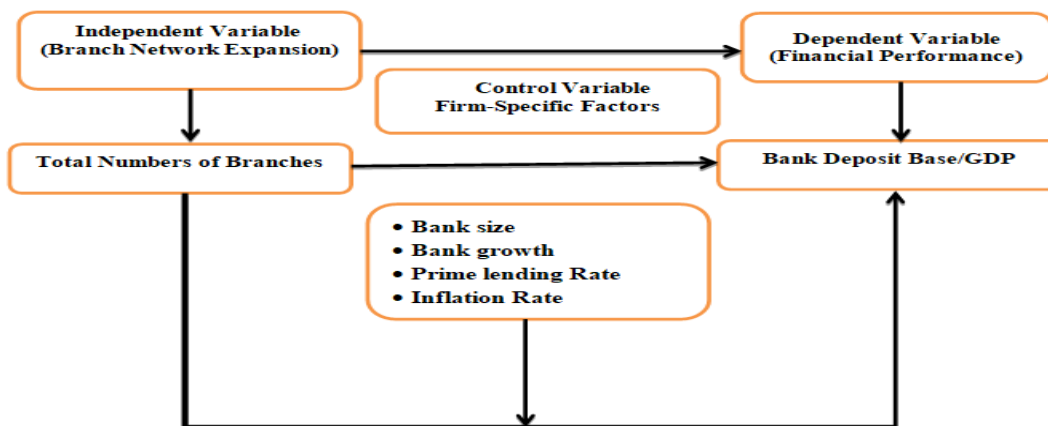 Independent Variable
(Branch Network Expansion)
Dependent Variable
(Financial Performance)
Control Variable
Firm-Specific Factors
Total Numbers of Branches
Bank Deposit Base/GDP
• Bank size
• Bank growth
• Prime lending Rate
• Inflation Rate